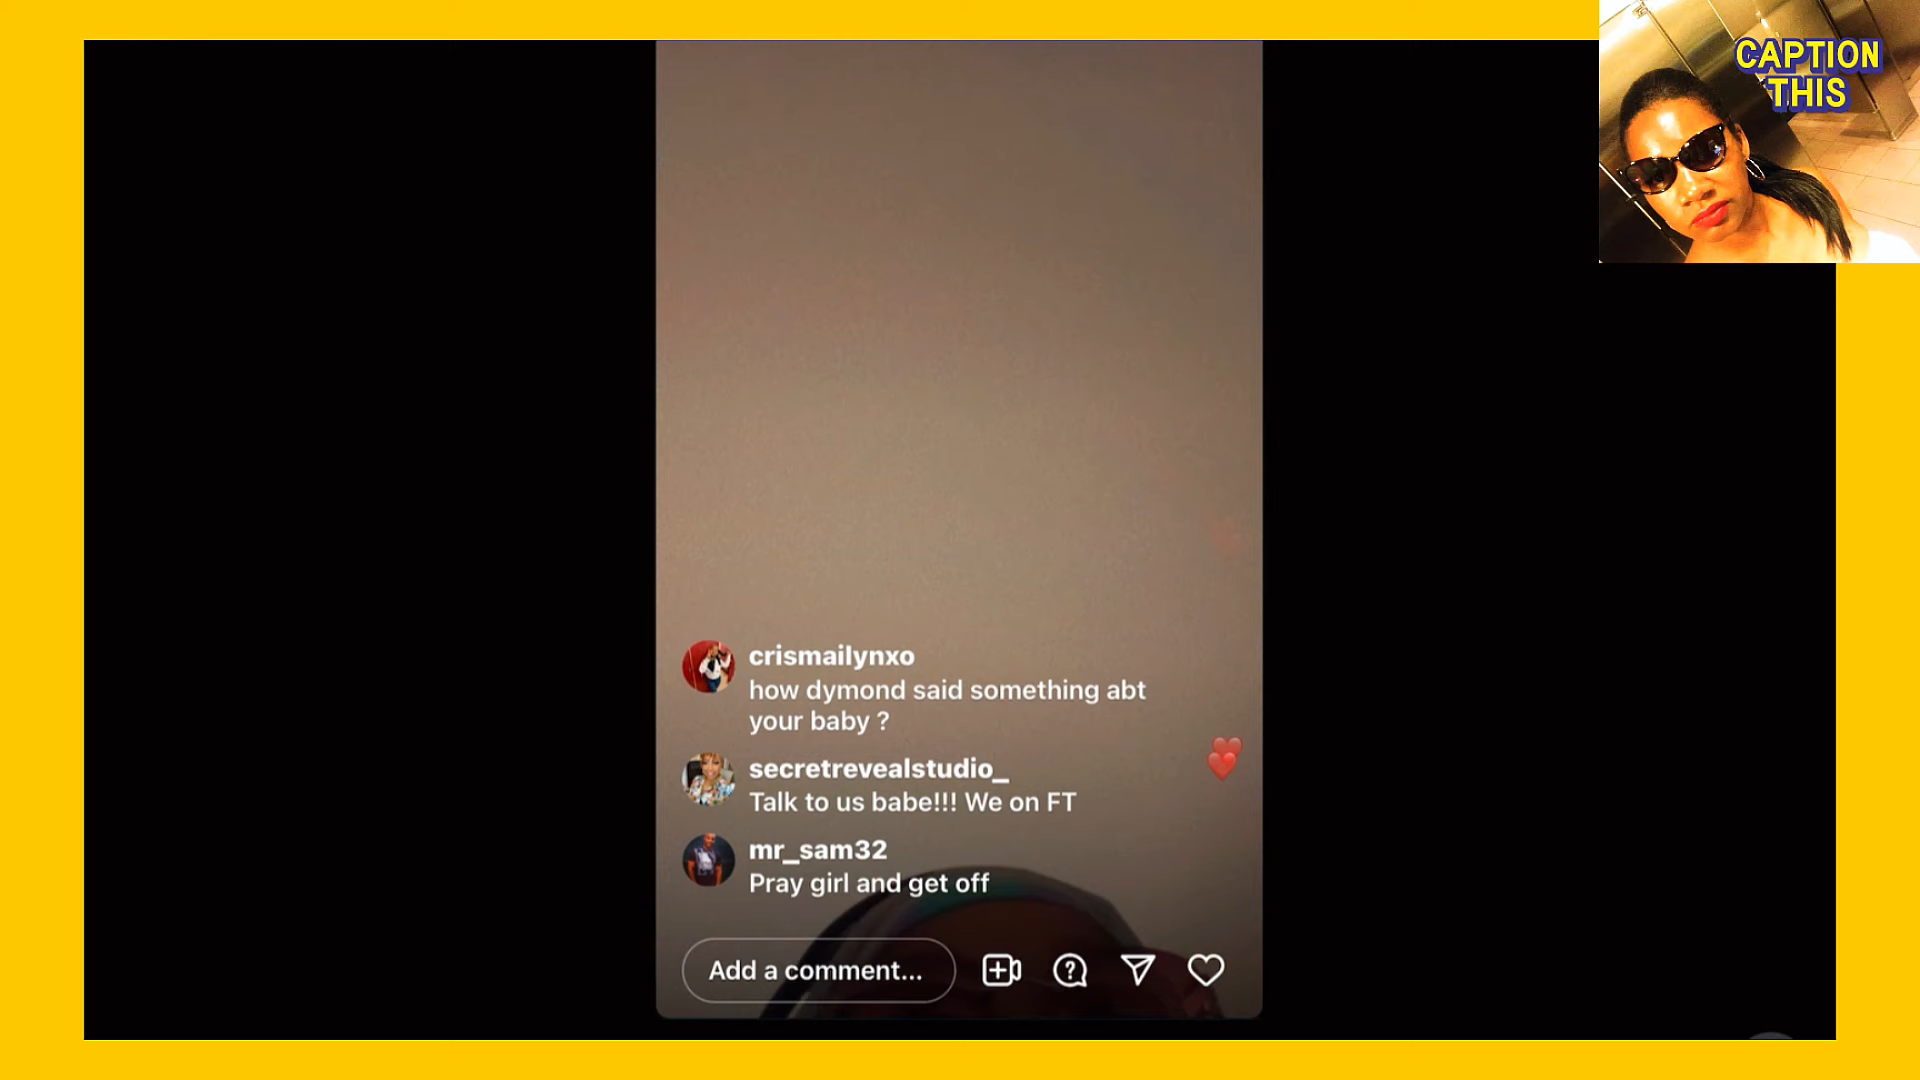 CAPTION
THIS
crismailynxo
how dymond said something abt
your baby ?
secretrevealstudio_
Talk to us babe!!! We on FT
mr_sam32
Pray girl and get off
Add a comment...